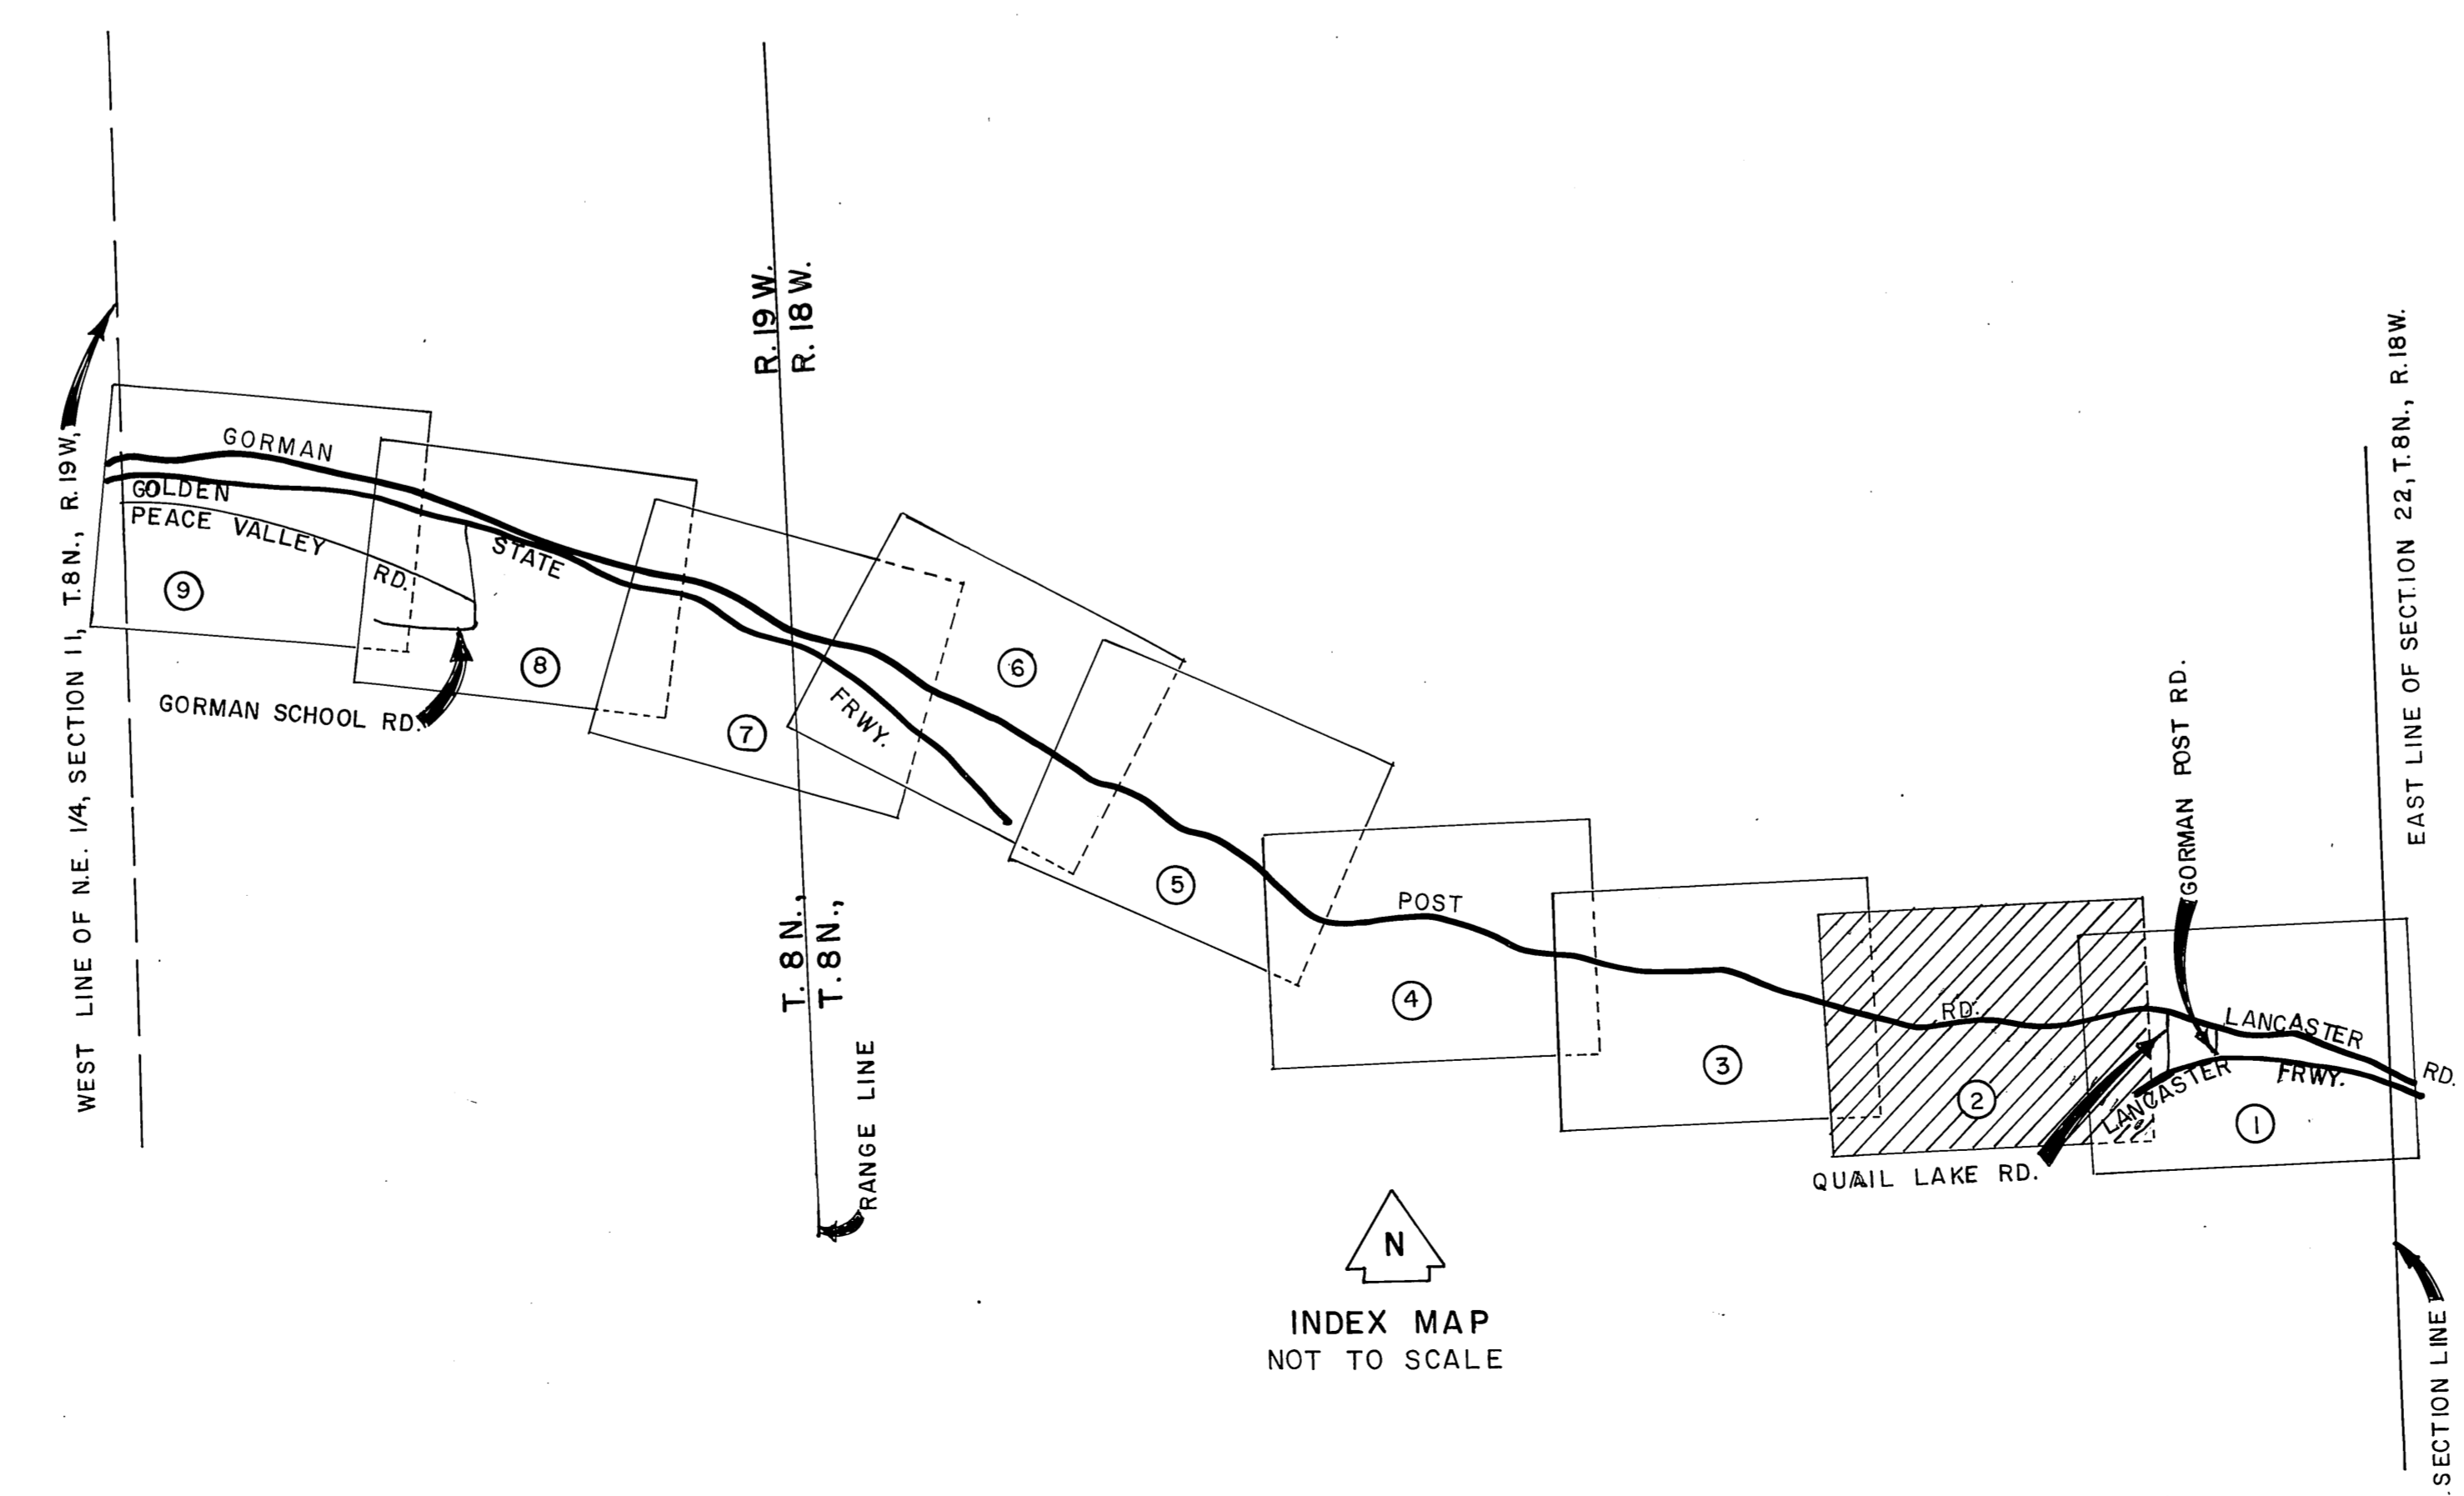 WEST LINE OF N.E. 1/4, SECTION 11, T.8N., R.19W.
R.19W.
R.18W.
T.8N.,
T.8N.,
RANGE LINE
GORMAN
GOLDEN
PEACE VALLEY
RD.
STATE
FRWY.
GORMAN SCHOOL RD.
9
8
7
6
5
POST
4
3
RD.
2
QUAIL LAKE RD.
GORMAN POST RD.
LANCASTER
RD.
LANCASTER
FRWY.
1
EAST LINE OF SECTION 22, T.8N., R.18W.
SECTION LINE
N
INDEX MAP
NOT TO SCALE